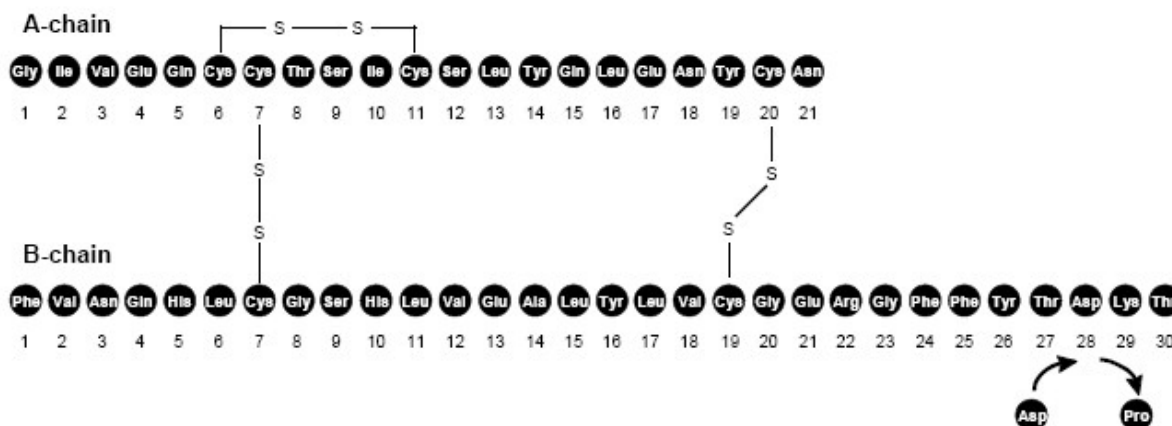 A-chain
S S
Gly Ile Val Glu Gln Cys Cys Thr Ser Ile Cys Ser Leu Tyr Gln Leu Glu Asn Tyr Cys Asn
1 2 3 4 5 6 7 8 9 10 11 12 13 14 15 16 17 18 19 20 21
S S
S S
B-chain
Phe Val Asn Gln His Leu Cys Gly Ser His Leu Val Glu Ala Leu Tyr Leu Val Cys Gly Glu Arg Gly Phe Phe Tyr Thr Asp Lys Thr
1 2 3 4 5 6 7 8 9 10 11 12 13 14 15 16 17 18 19 20 21 22 23 24 25 26 27 28 29 30
Asp Pro